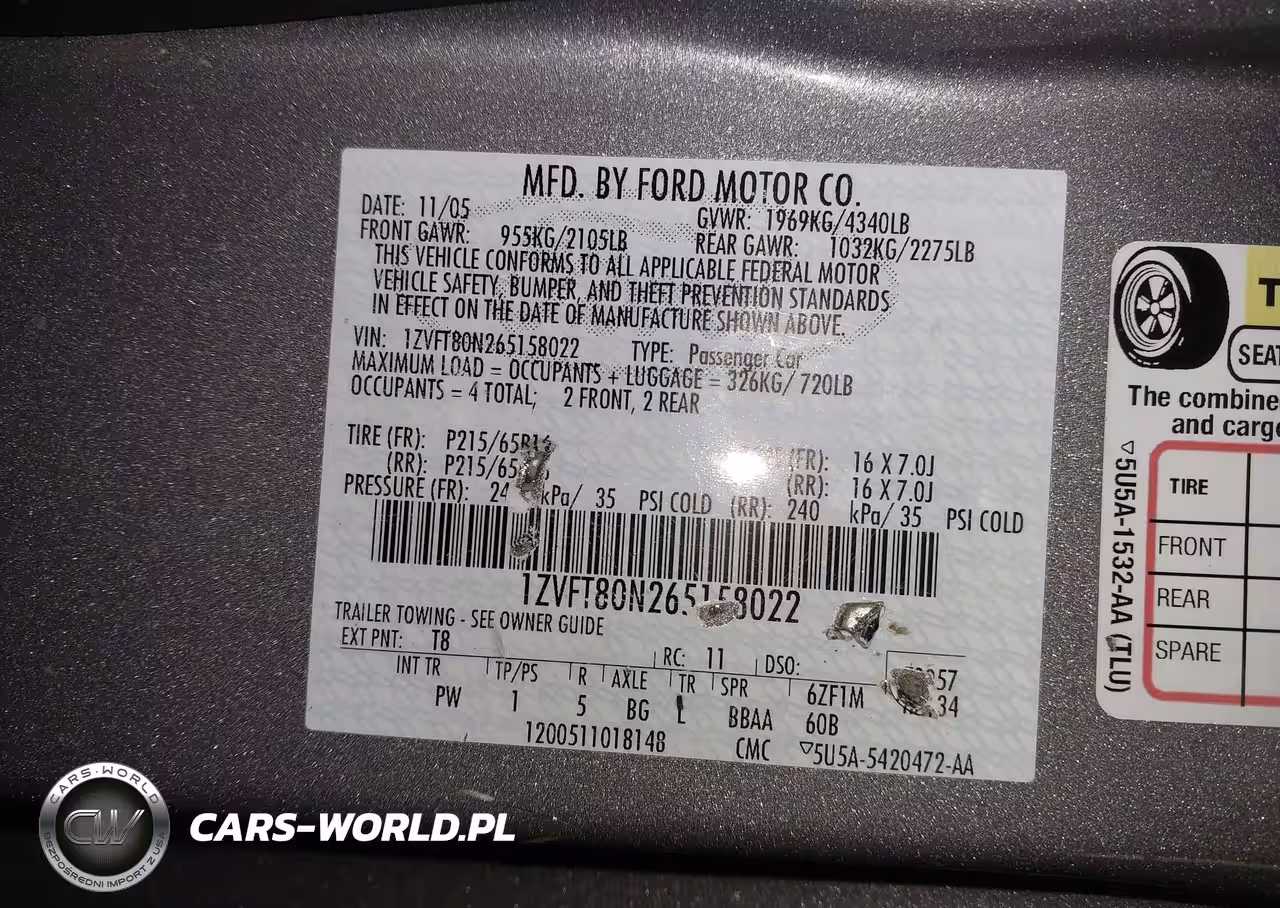 MFD. BY FORD MOTOR CO.
DATE: 11/05 GVWR: 1969KG/4340LB
FRONT GAWR: 955KG/2105LB REAR GAWR: 1032KG/2275LB
THIS VEHICLE CONFORMS TO ALL APPLICABLE FEDERAL MOTOR
VEHICLE SAFETY, BUMPER, AND THEFT PREVENTION STANDARDS
IN EFFECT ON THE DATE OF MANUFACTURE SHOWN ABOVE.
VIN: 1ZVFT80N265158022 TYPE: Passenger Car
MAXIMUM LOAD = OCCUPANTS + LUGGAGE = 326KG/ 720LB
OCCUPANTS = 4 TOTAL; 2 FRONT, 2 REAR
TIRE (FR): P215/65R16 (FR): 16 X 7.0J
(RR): P215/65 (RR): 16 X 7.0J
PRESSURE (FR): 24 kPa/ 35 PSI COLD (RR): 240 kPa/ 35 PSI COLD
1ZVFT80N265158022
TRAILER TOWING - SEE OWNER GUIDE
EXT PNT: T8 RC: 11 DSO:
INT TR TP/PS R AXLE TR SPR 6ZF1M 57
PW 1 5 BG L BBAA 60B 34
1200511018148 CMC ▽5U5A-5420472-AA
T
SEAT
The combine
and carg
TIRE
FRONT
REAR
SPARE
▽5U5A-1532-AA (TLU)
CARS-WORLD
CW
BEZPOŚREDNI IMPORT Z USA
CARS-WORLD.PL